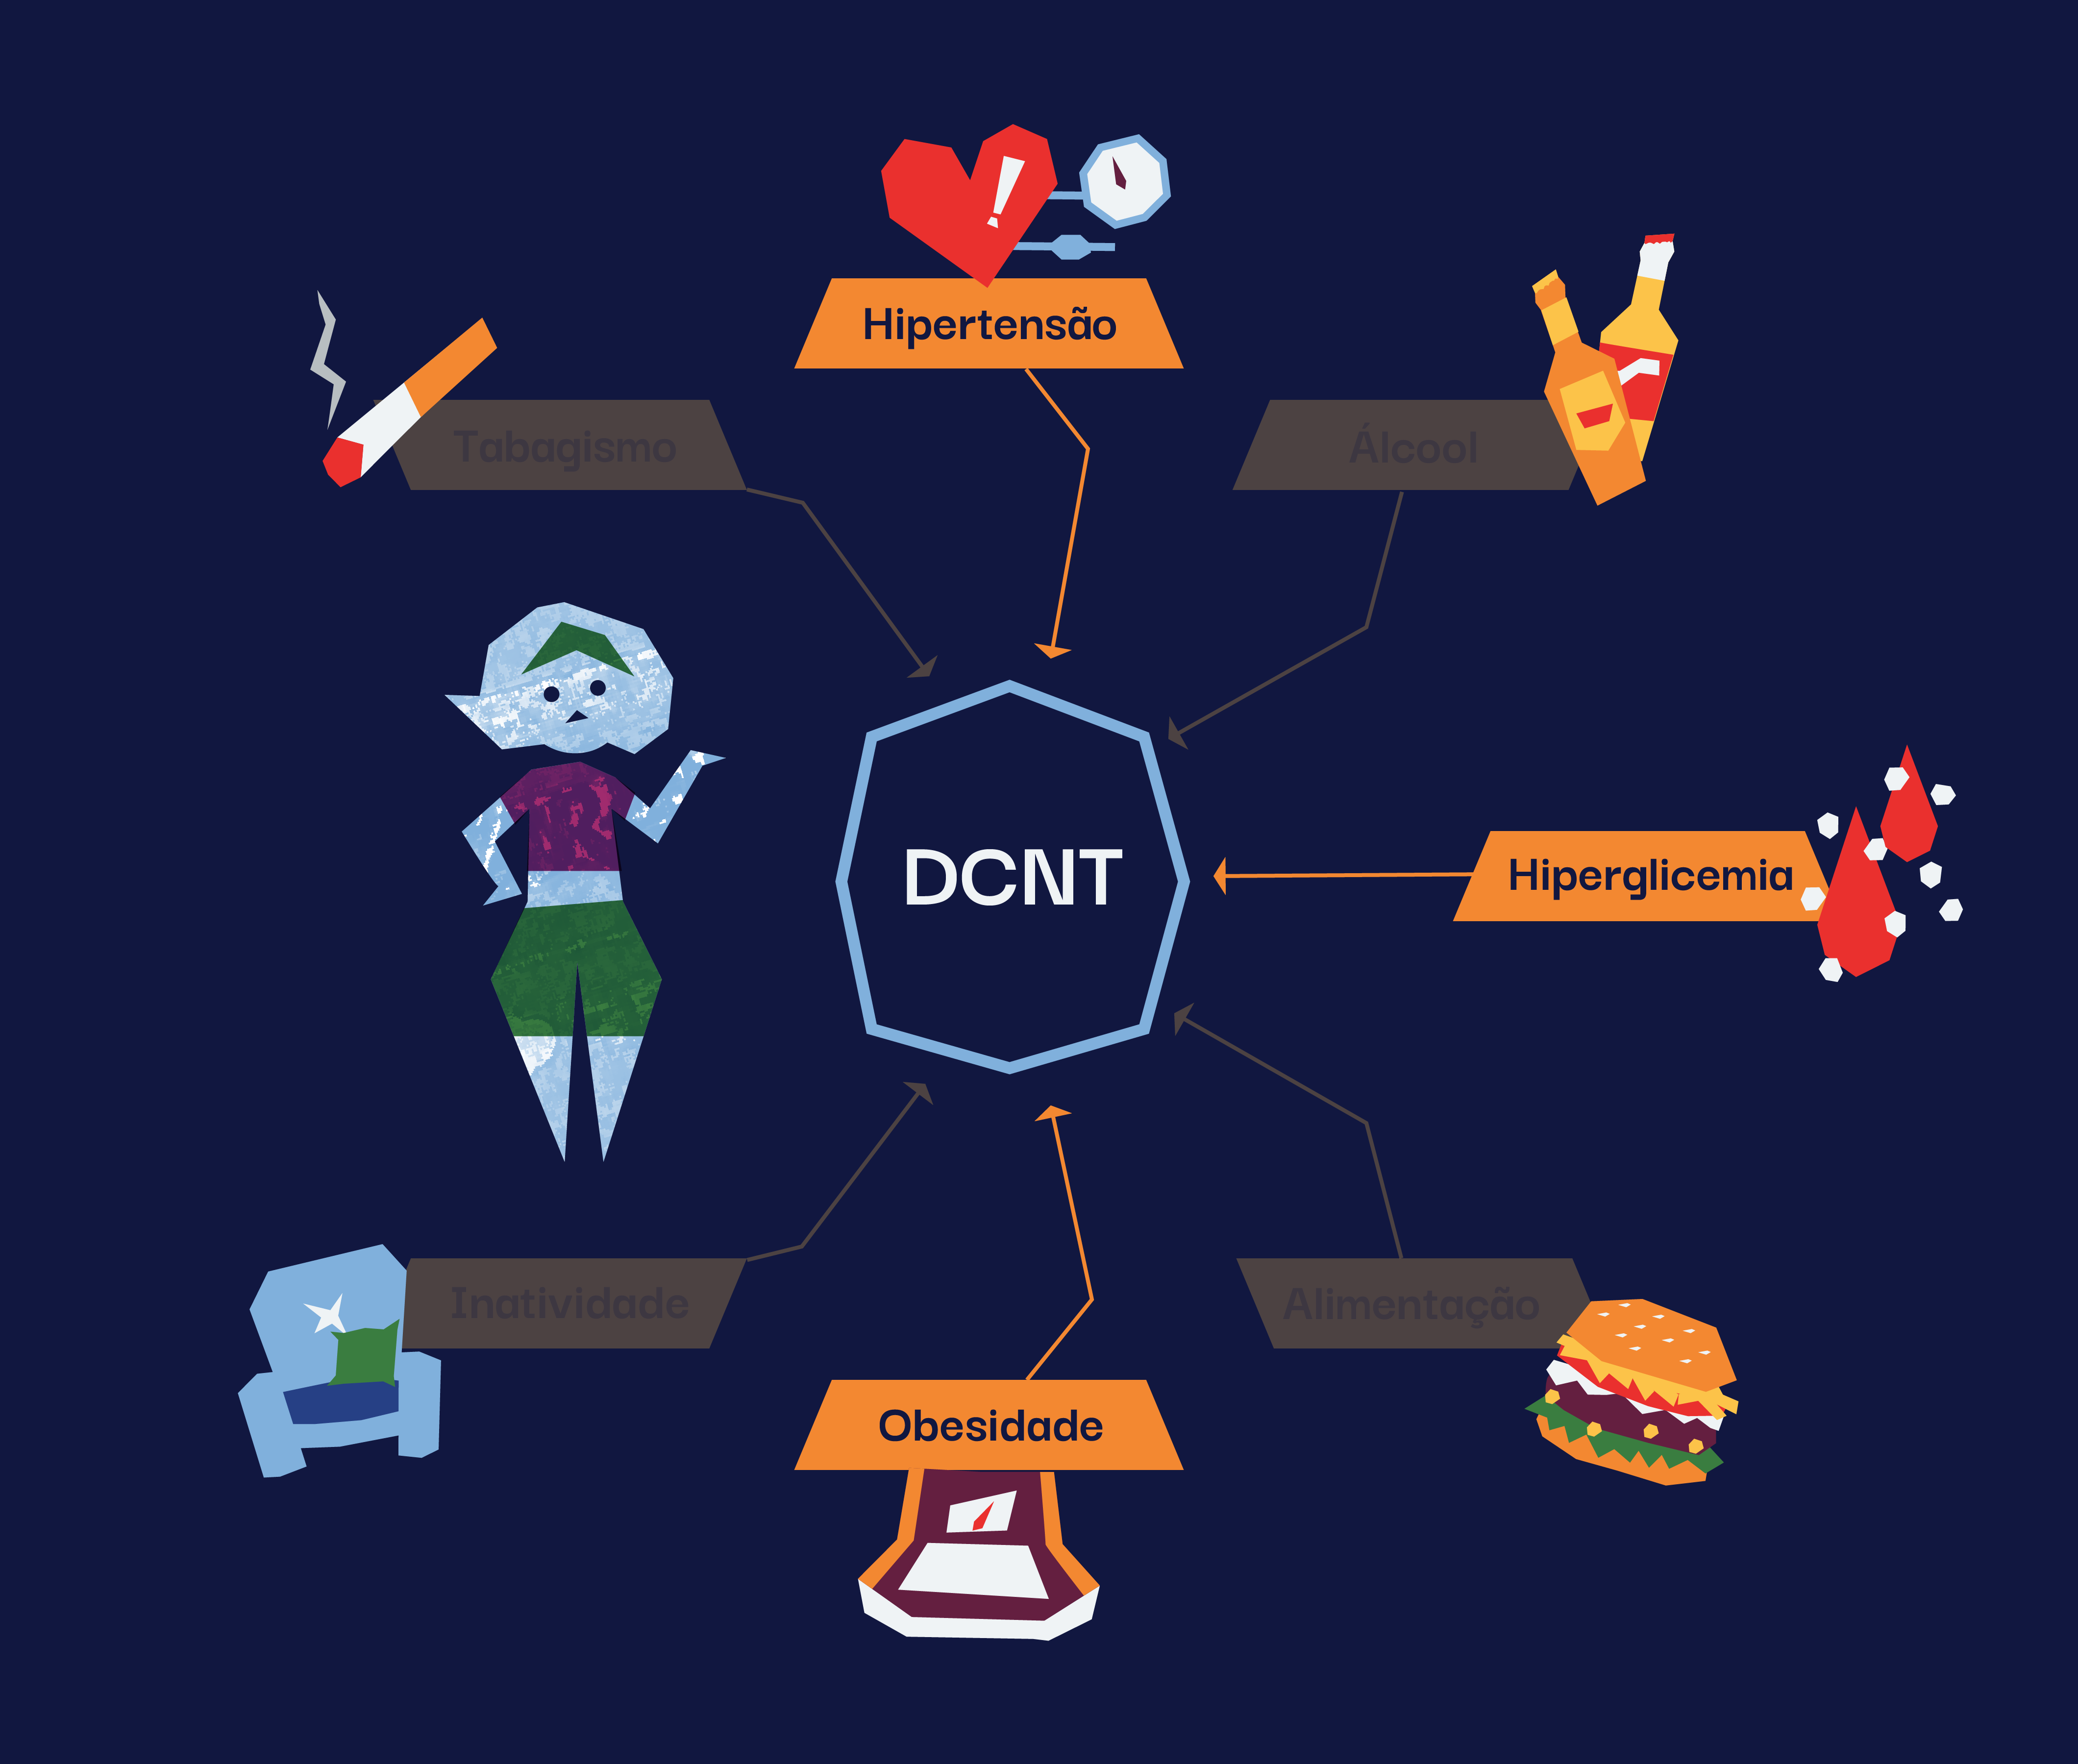 Hipertensão
Tabagismo
Álcool
DCNT
Hiperglicemia
Inatividade
Alimentação
Obesidade